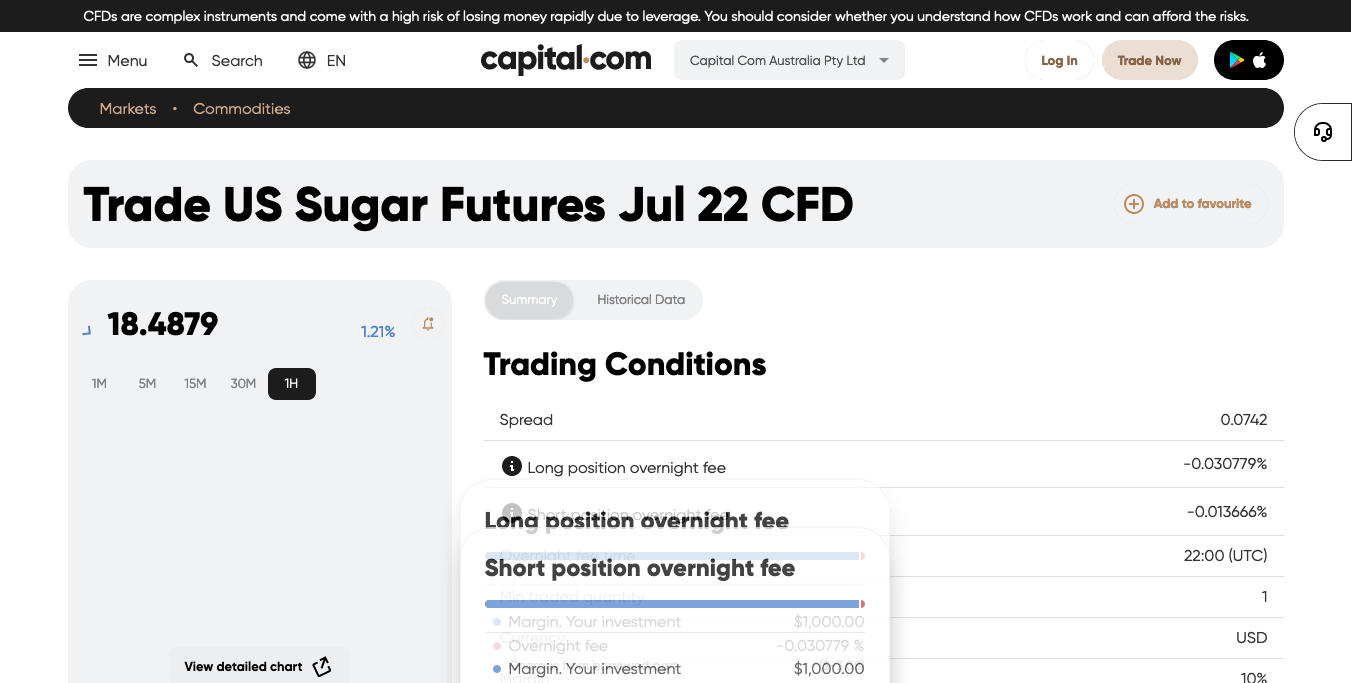 CFDs are complex instruments and come with a high risk of losing money rapidly due to leverage. You should consider whether you understand how CFDs work and can afford the risks.
Menu Search EN capital.com Capital Com Australia Pty Ltd Log In Trade Now
Markets • Commodities
Trade US Sugar Futures Jul 22 CFD Add to favourite
18.4879 1.21%
1M 5M 15M 30M 1H
View detailed chart
Summary Historical Data
Trading Conditions
Spread 0.0742
Long position overnight fee -0.030779%
Short position overnight fee -0.013666%
Long position overnight fee
Overnight fee time 22:00 (UTC)
Short position overnight fee
Min traded quantity 1
Margin. Your investment $1,000.00
Currency USD
Overnight fee -0.030779 %
Margin. Your investment $1,000.00
Margin 10%